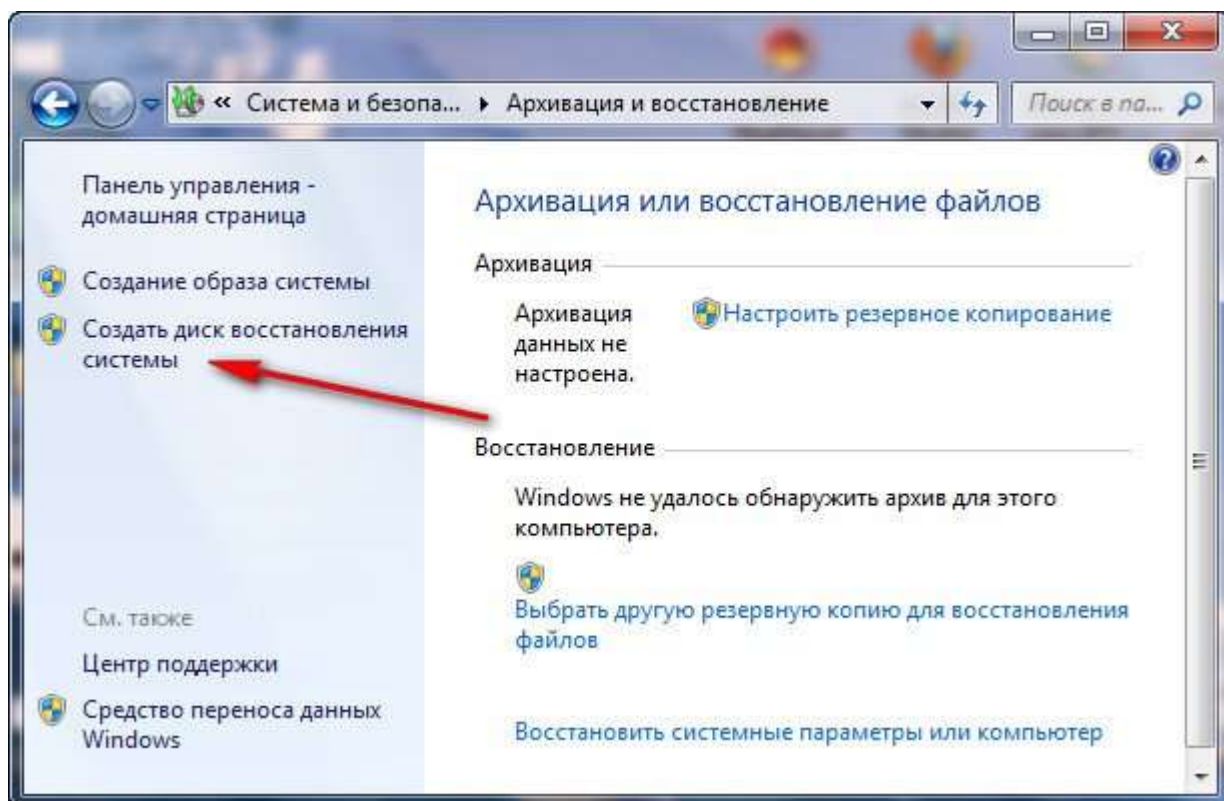 « Система и безопа... ▸ Архивация и восстановление
Поиск в па...
Панель управления -
домашняя страница
Создание образа системы
Создать диск восстановления
системы
См. также
Центр поддержки
Средство переноса данных
Windows
Архивация или восстановление файлов
Архивация
Архивация
данных не
настроена.
Настроить резервное копирование
Восстановление
Windows не удалось обнаружить архив для этого
компьютера.
Выбрать другую резервную копию для восстановления
файлов
Восстановить системные параметры или компьютер